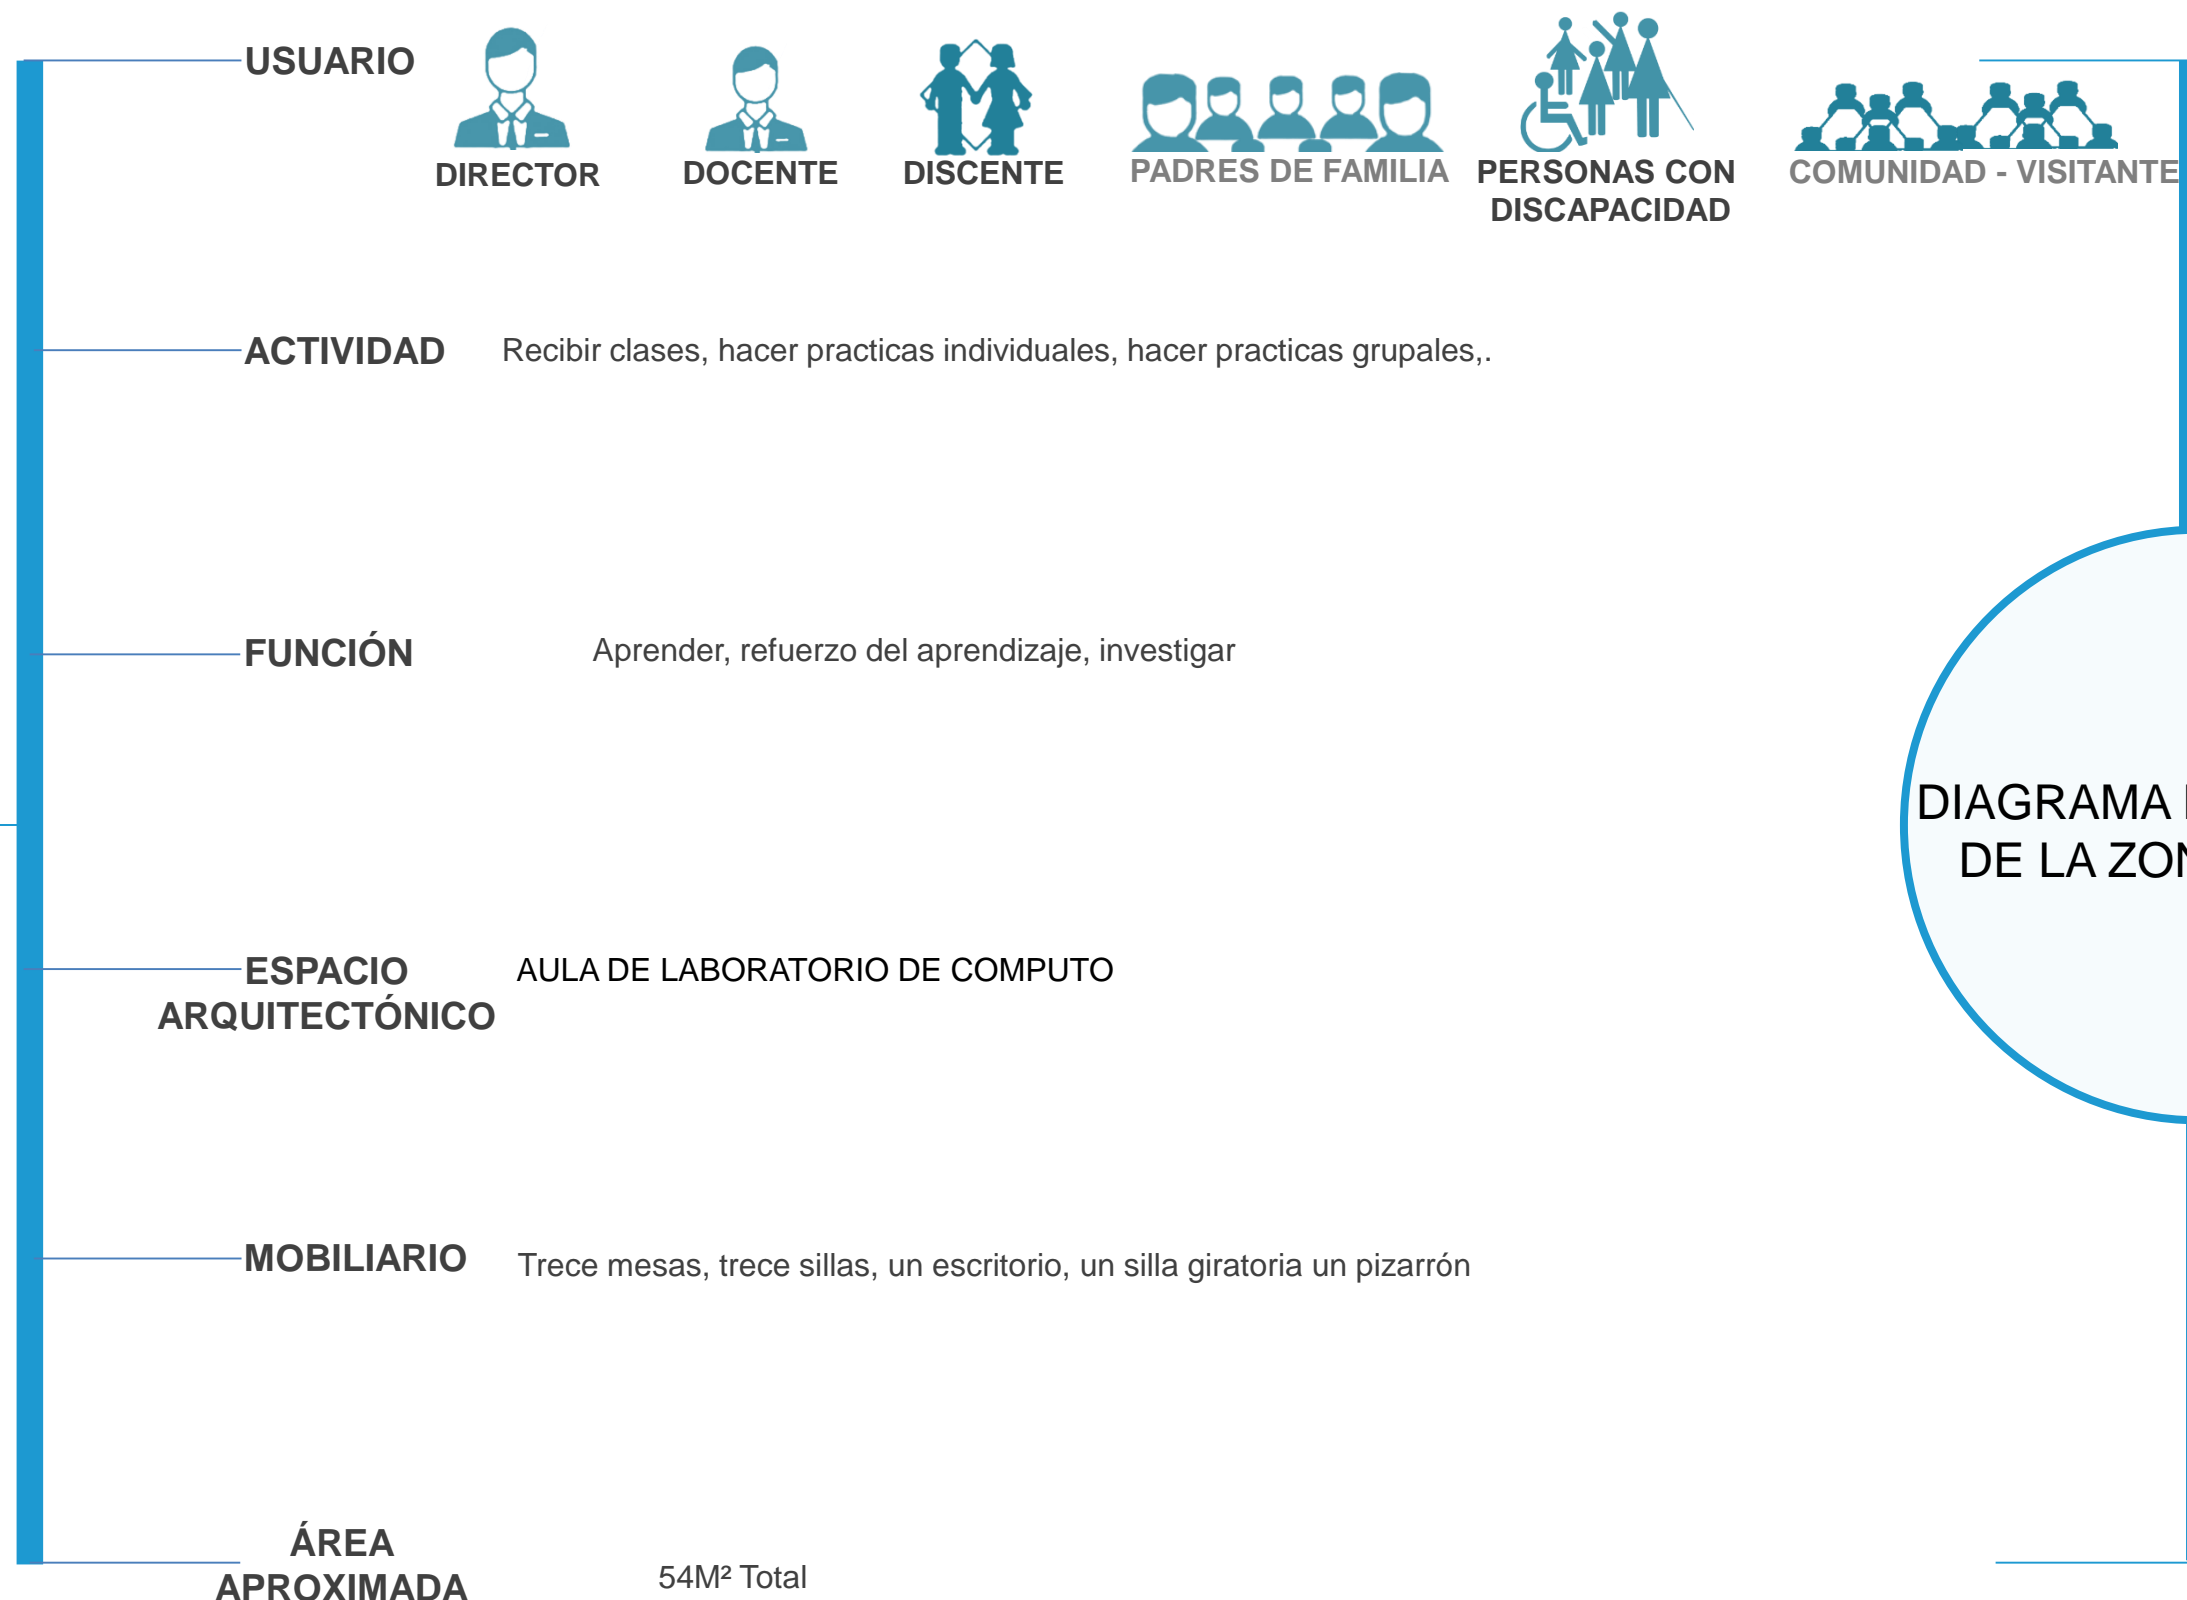 USUARIO
DIRECTOR
DOCENTE
DISCENTE
PADRES DE FAMILIA
PERSONAS CON
DISCAPACIDAD
COMUNIDAD - VISITANTE
ACTIVIDAD
Recibir clases, hacer practicas individuales, hacer practicas grupales,.
FUNCIÓN
Aprender, refuerzo del aprendizaje, investigar
DIAGRAMA
DE LA
ESPACIO
ARQUITECTÓNICO
AULA DE LABORATORIO DE COMPUTO
MOBILIARIO
Trece mesas, trece sillas, un escritorio, un silla giratoria un pizarrón
ÁREA
APROXIMADA
54M² Total